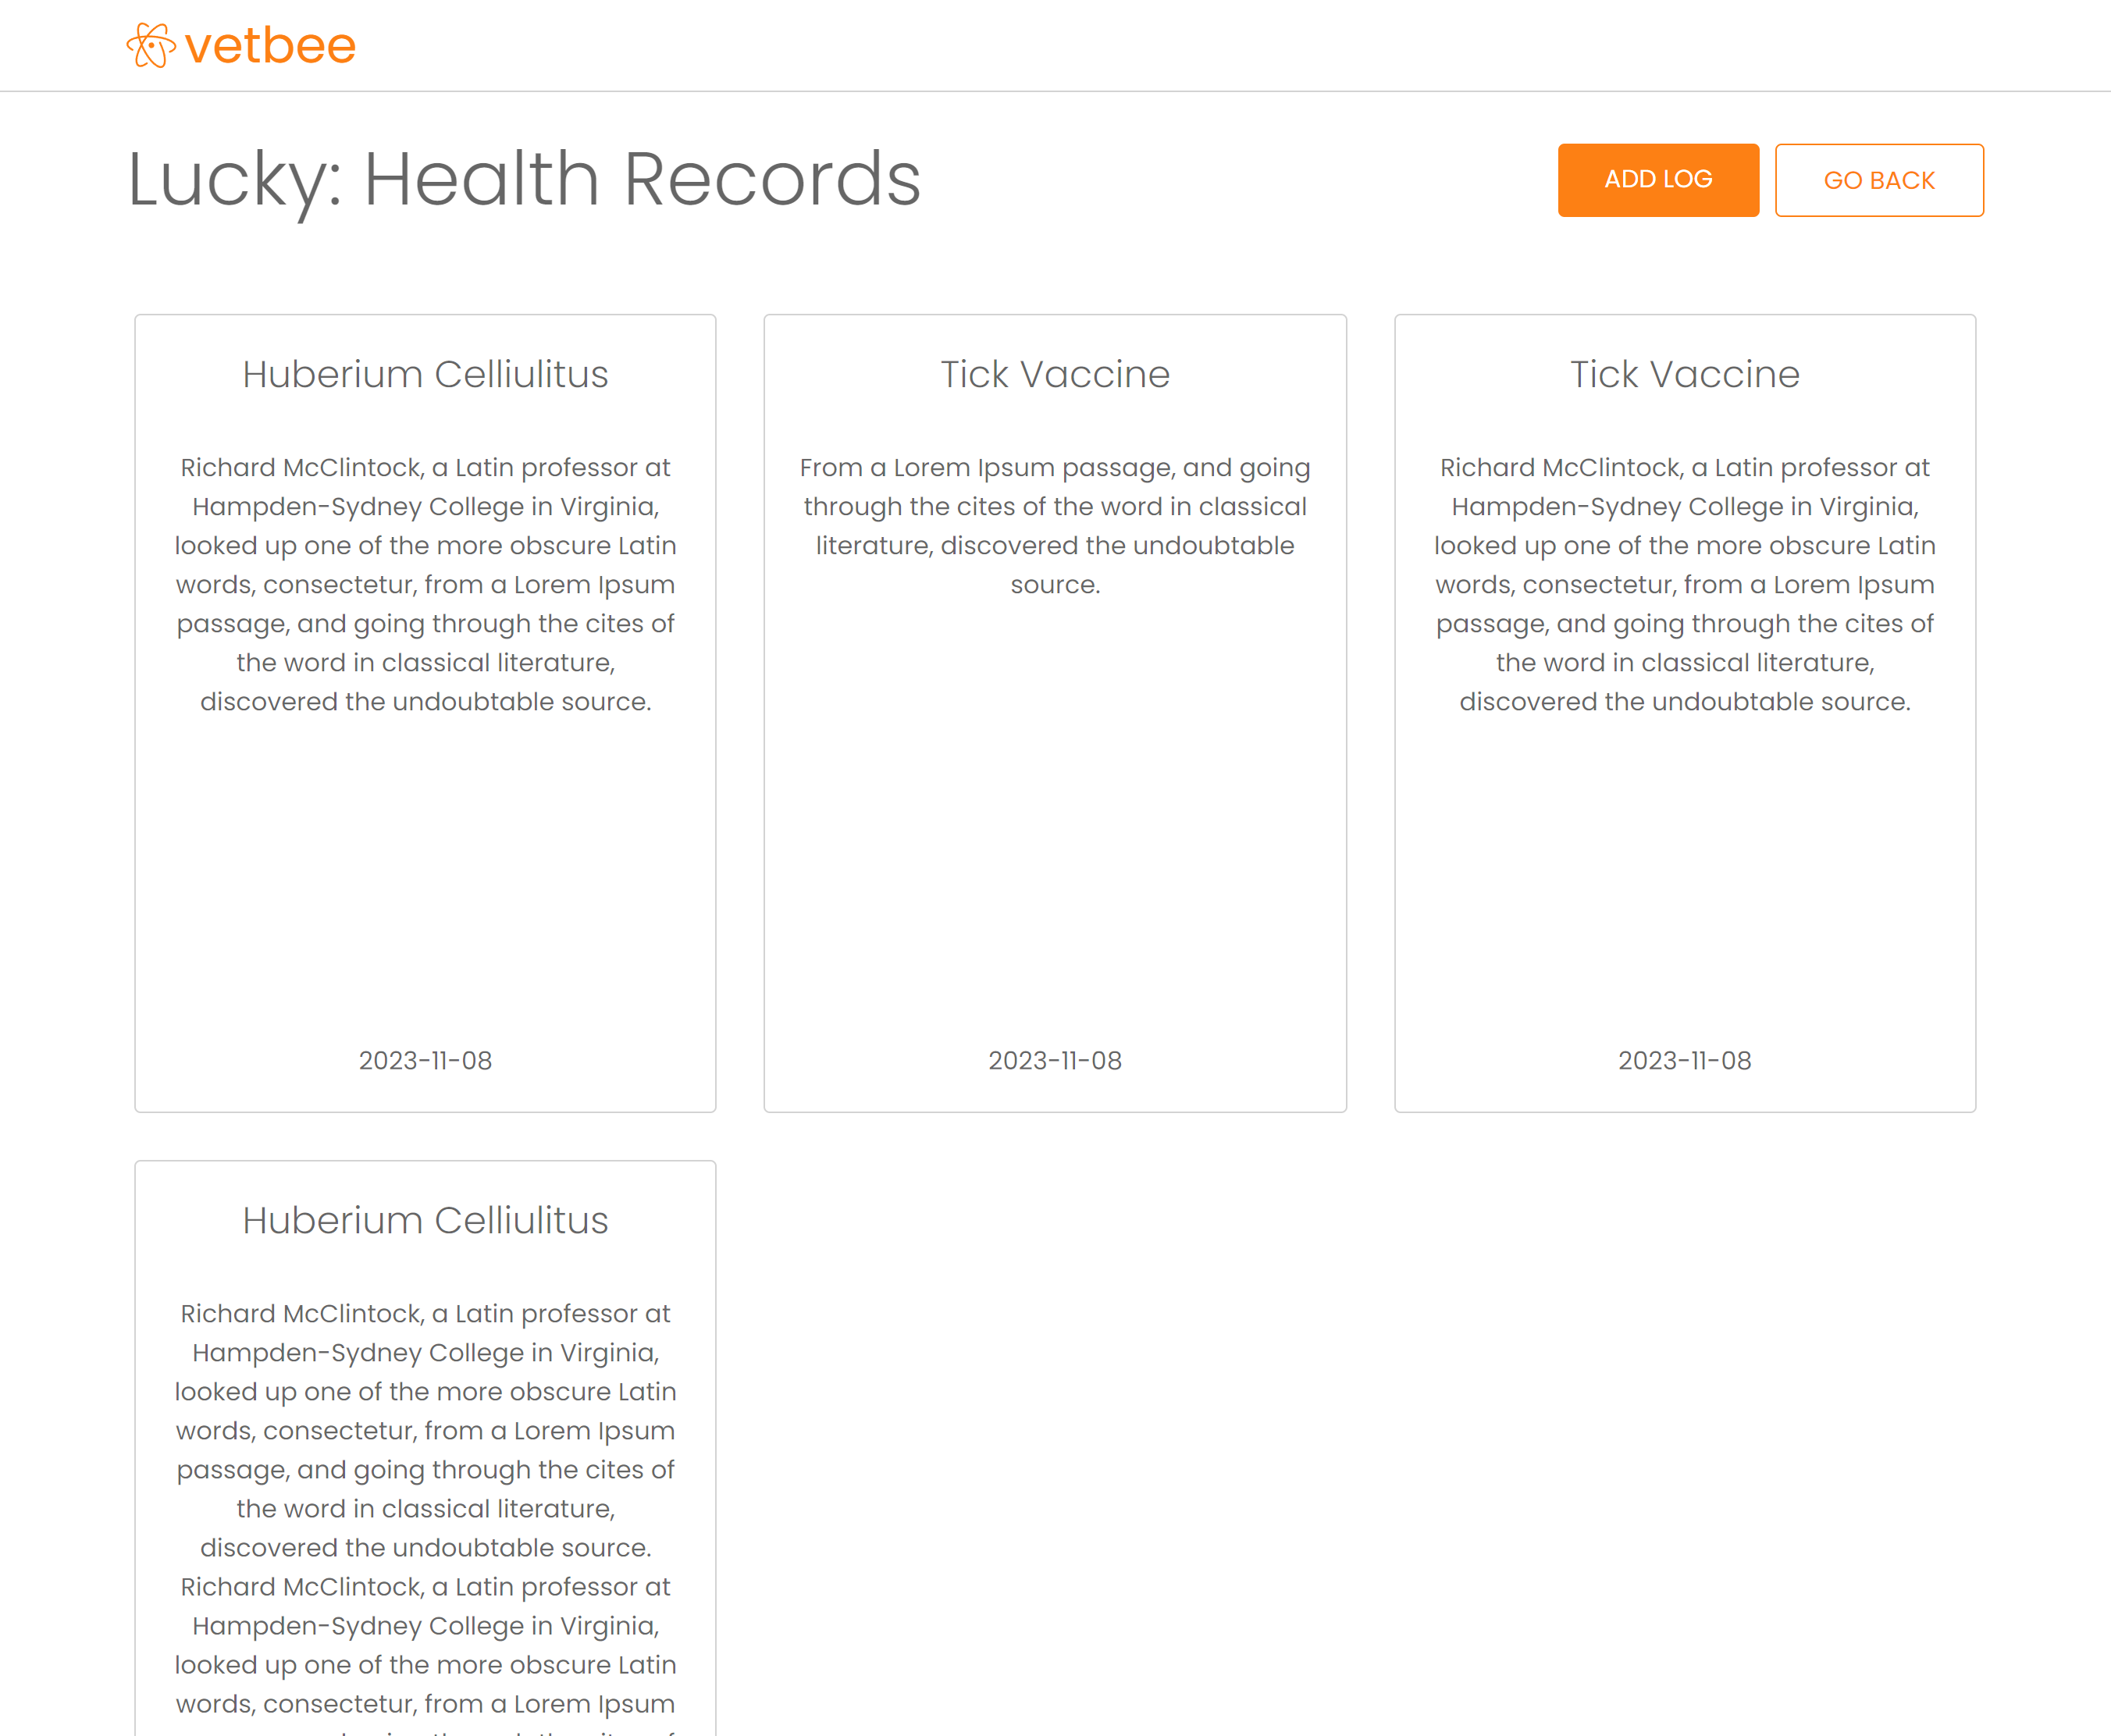 vetbee
Lucky: Health Records
ADD LOG
GO BACK
Huberium Celliulitus
Richard McClintock, a Latin professor at
Hampden-Sydney College in Virginia,
looked up one of the more obscure Latin
words, consectetur, from a Lorem Ipsum
passage, and going through the cites of
the word in classical literature,
discovered the undoubtable source.
2023-11-08
Tick Vaccine
From a Lorem Ipsum passage, and going
through the cites of the word in classical
literature, discovered the undoubtable
source.
2023-11-08
Tick Vaccine
Richard McClintock, a Latin professor at
Hampden-Sydney College in Virginia,
looked up one of the more obscure Latin
words, consectetur, from a Lorem Ipsum
passage, and going through the cites of
the word in classical literature,
discovered the undoubtable source.
2023-11-08
Huberium Celliulitus
Richard McClintock, a Latin professor at
Hampden-Sydney College in Virginia,
looked up one of the more obscure Latin
words, consectetur, from a Lorem Ipsum
passage, and going through the cites of
the word in classical literature,
discovered the undoubtable source.
Richard McClintock, a Latin professor at
Hampden-Sydney College in Virginia,
looked up one of the more obscure Latin
words, consectetur, from a Lorem Ipsum